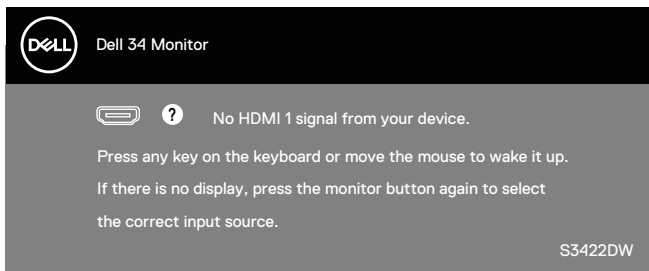 DELL
Dell 34 Monitor
? No HDMI 1 signal from your device.
Press any key on the keyboard or move the mouse to wake it up.
If there is no display, press the monitor button again to select
the correct input source.
S3422DW